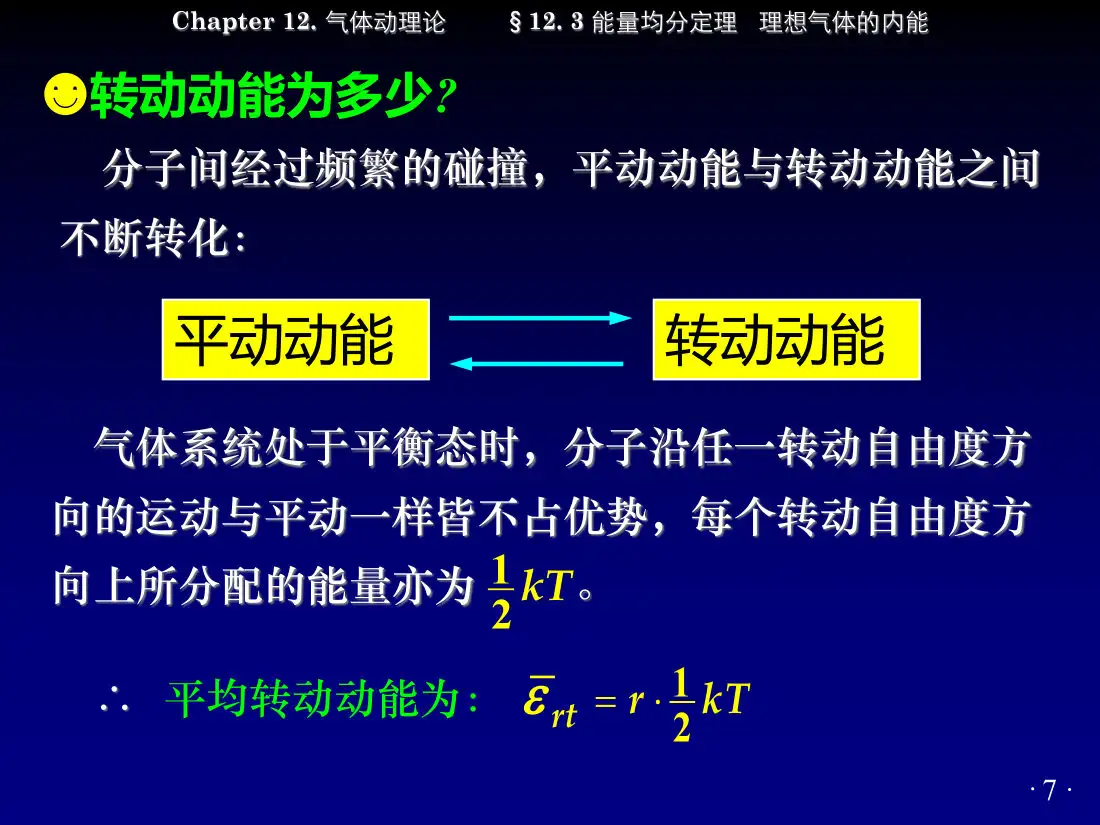 Chapter 12. 气体动理论 §12. 3 能量均分定理 理想气体的内能
转动动能为多少?
分子间经过频繁的碰撞，平动动能与转动动能之间
不断转化：
平动动能 转动动能
气体系统处于平衡态时，分子沿任一转动自由度方
向的运动与平动一样皆不占优势，每个转动自由度方
向上所分配的能量亦为 $\frac{1}{2}kT$。
∴ 平均转动动能为： $\overline{\varepsilon}_{rt} = r \cdot \frac{1}{2}kT$
· 7 ·